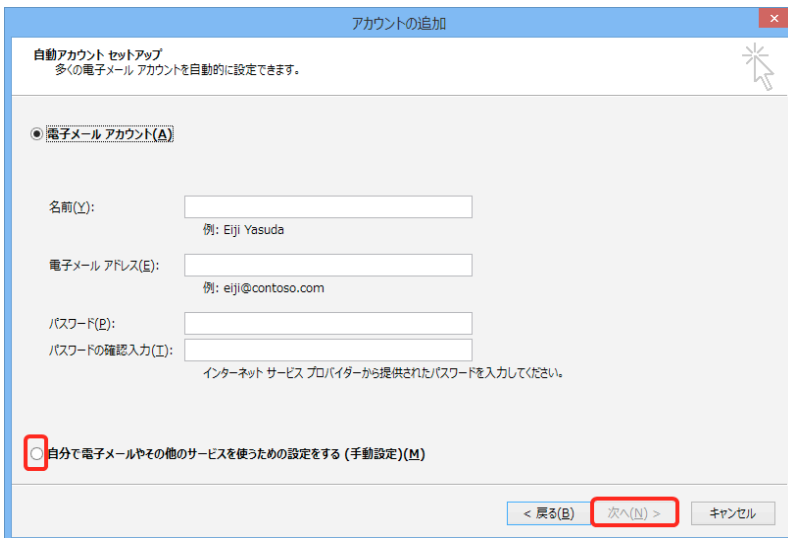 アカウントの追加
自動アカウント セットアップ
多くの電子メール アカウントを自動的に設定できます。
電子メール アカウント(A)
名前(Y):
例: Eiji Yasuda
電子メール アドレス(E):
例: eiji@contoso.com
パスワード(P):
パスワードの確認入力(T):
インターネット サービス プロバイダーから提供されたパスワードを入力してください。
自分で電子メールやその他のサービスを使うための設定をする (手動設定)(M)
< 戻る(B) 次へ(N) > キャンセル